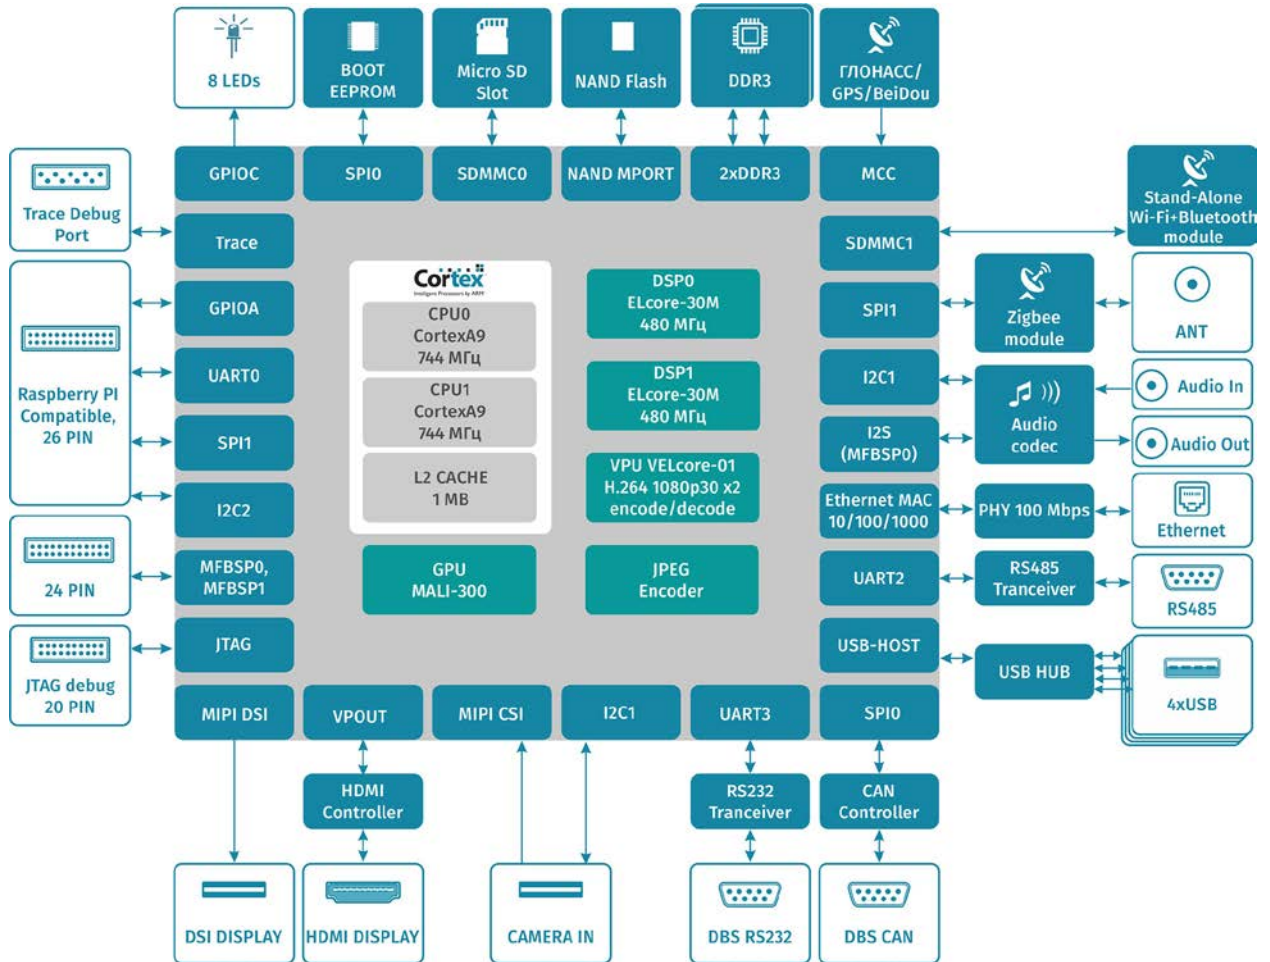 8 LEDs
BOOT
EEPROM
Micro SD
Slot
NAND Flash
DDR3
ГЛОНАСС/
GPS/BeiDou
GPIOC
SPI0
SDMMC0
NAND MPORT
2xDDR3
MCC
Trace Debug
Port
Raspberry PI
Compatible,
26 PIN
24 PIN
JTAG debug
20 PIN
Trace
GPIOA
UART0
SPI1
I2C2
MFBSP0,
MFBSP1
JTAG
Cortex
Intelligent Processors by ARM
CPU0
CortexA9
744 МГц
CPU1
CortexA9
744 МГц
L2 CACHE
1 MB
GPU
MALI-300
DSP0
ELcore-30M
480 МГц
DSP1
ELcore-30M
480 МГц
VPU VELcore-01
H.264 1080p30 x2
encode/decode
JPEG
Encoder
SDMMC1
SPI1
I2C1
I2S
(MFBSP0)
Ethernet MAC
10/100/1000
UART2
USB-HOST
Zigbee
module
Audio
codec
PHY 100 Mbps
RS485
Tranceiver
USB HUB
Stand-Alone
Wi-Fi+Bluetooth
module
ANT
Audio In
Audio Out
Ethernet
RS485
4xUSB
MIPI DSI
VPOUT
MIPI CSI
I2C1
UART3
SPI0
HDMI
Controller
RS232
Tranceiver
CAN
Controller
DSI DISPLAY
HDMI DISPLAY
CAMERA IN
DBS RS232
DBS CAN